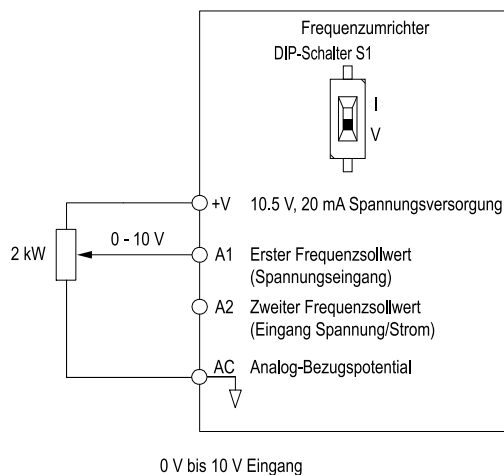 Frequenzumrichter
DIP-Schalter S1
I
V
+V 10.5 V, 20 mA Spannungsversorgung
2 kW
0 - 10 V
A1 Erster Frequenzsollwert
(Spannungseingang)
A2 Zweiter Frequenzsollwert
(Eingang Spannung/Strom)
AC Analog-Bezugspotential
0 V bis 10 V Eingang